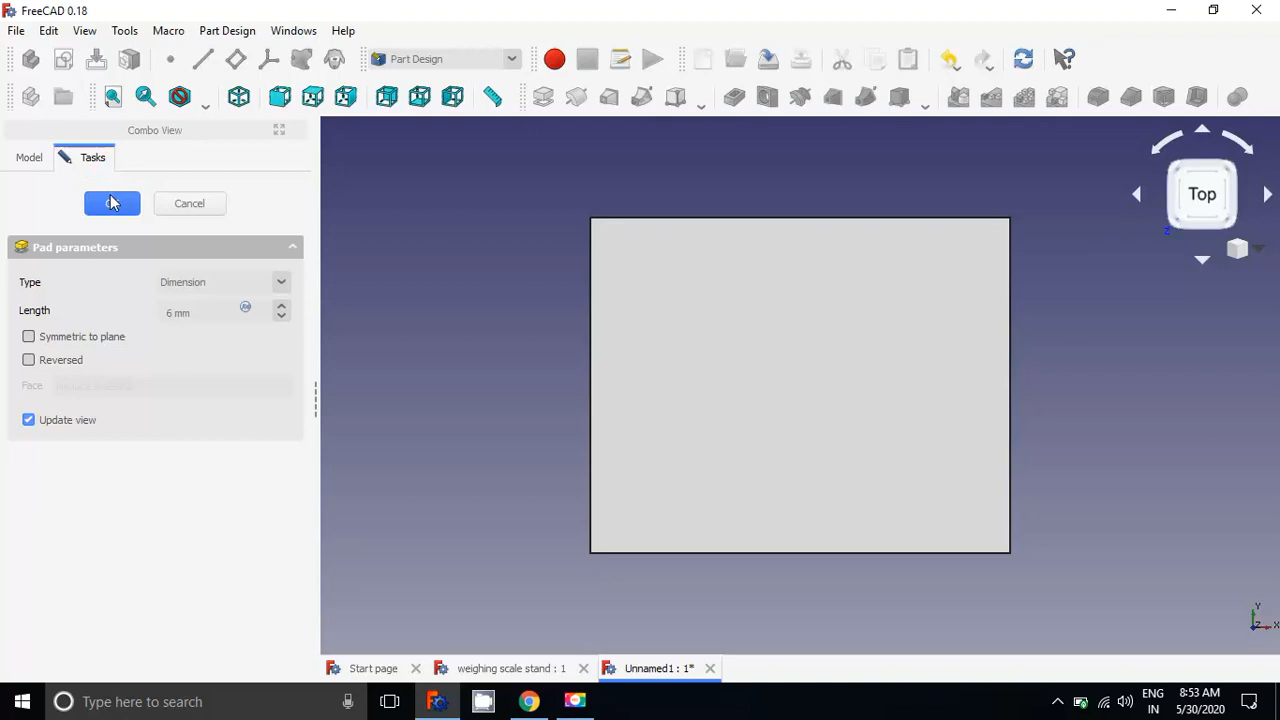 FreeCAD 0.18
File Edit View Tools Macro Part Design Windows Help
Part Design
Combo View
Model Tasks
Cancel
Pad parameters
Type Dimension
Length 6 mm
Symmetric to plane
Reversed
Face
Update view
Top
Z
Y
Z X
Start page weighing scale stand : 1 Unnamed1 : 1*
Type here to search
ENG 8:53 AM
IN 5/30/2020